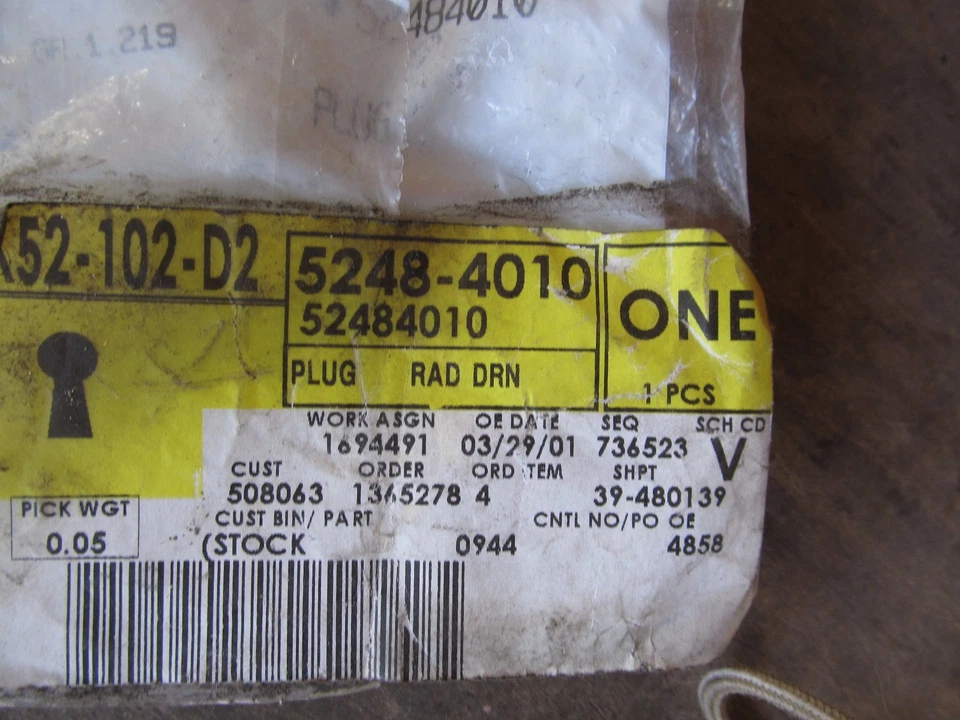 484010
GPI.1.219
PLUG
52-102-D2
5248-4010
52484010
ONE
PLUG RAD DRN
1 PCS
WORK ASGN OE DATE SEQ SCH CD
1694491 03/29/01 736523 V
CUST ORDER ORD ITEM SHPT
508063 1365278 4 39-480139
PICK WGT
CUST BIN/ PART CNTL NO/PO OE
0.05
(STOCK 0944 4858